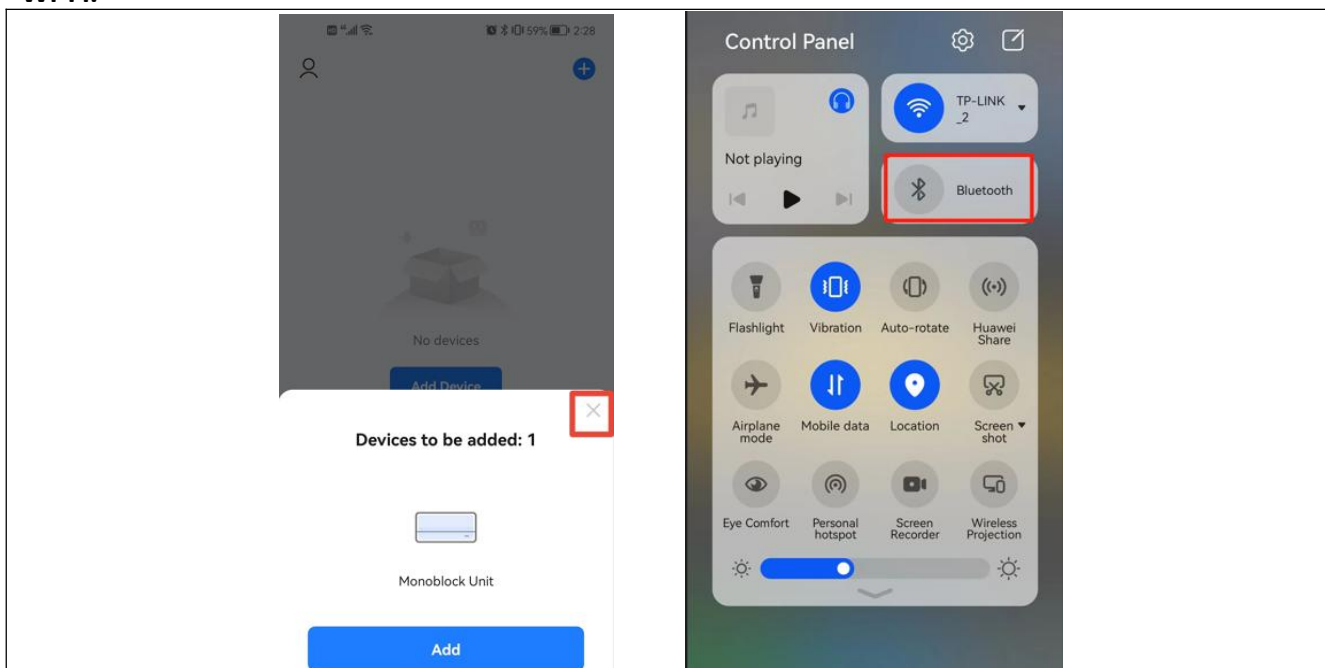 59% 2:28
No devices
Add Device
Devices to be added: 1
Monoblock Unit
Add
Control Panel
TP-LINK
_2
Not playing
Bluetooth
Flashlight
Vibration
Auto-rotate
Huawei
Share
Airplane
mode
Mobile data
Location
Screen
shot
Eye Comfort
Personal
hotspot
Screen
Recorder
Wireless
Projection